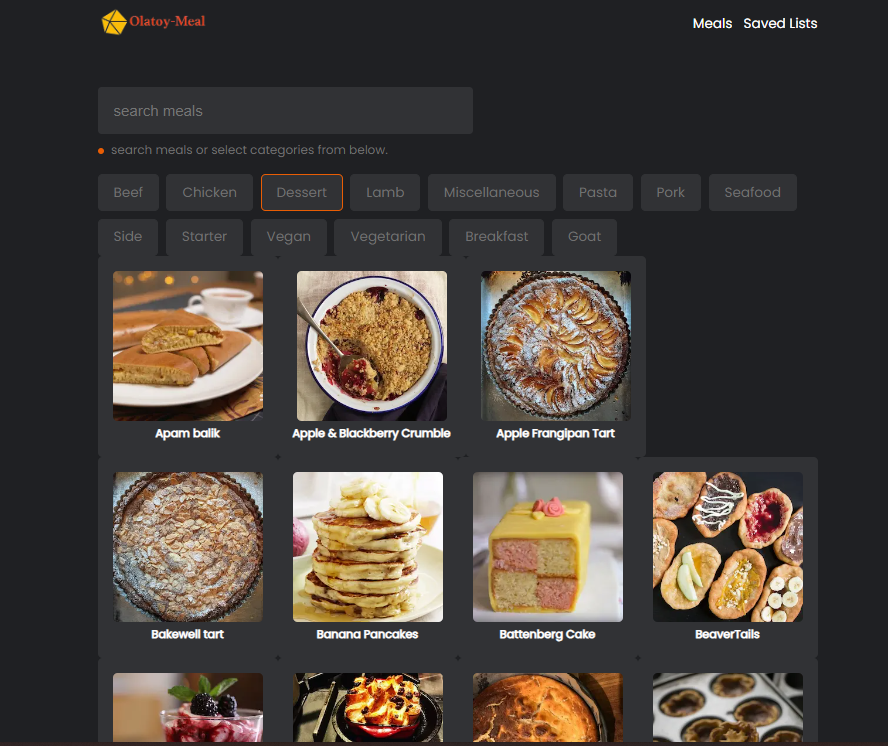 Olatoy-Meal
Meals Saved Lists
search meals
search meals or select categories from below.
Beef Chicken Dessert Lamb Miscellaneous Pasta Pork Seafood
Side Starter Vegan Vegetarian Breakfast Goat
Apam balik Apple & Blackberry Crumble Apple Frangipan Tart
Bakewell tart Banana Pancakes Battenberg Cake BeaverTails